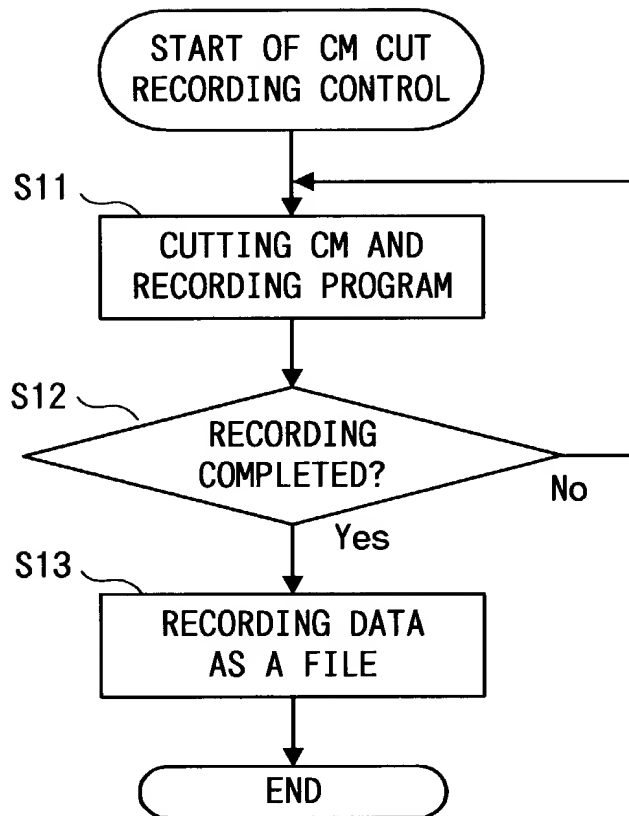 START OF CM CUT
RECORDING CONTROL
S11
CUTTING CM AND
RECORDING PROGRAM
S12
RECORDING
COMPLETED?
No
Yes
S13
RECORDING DATA
AS A FILE
END